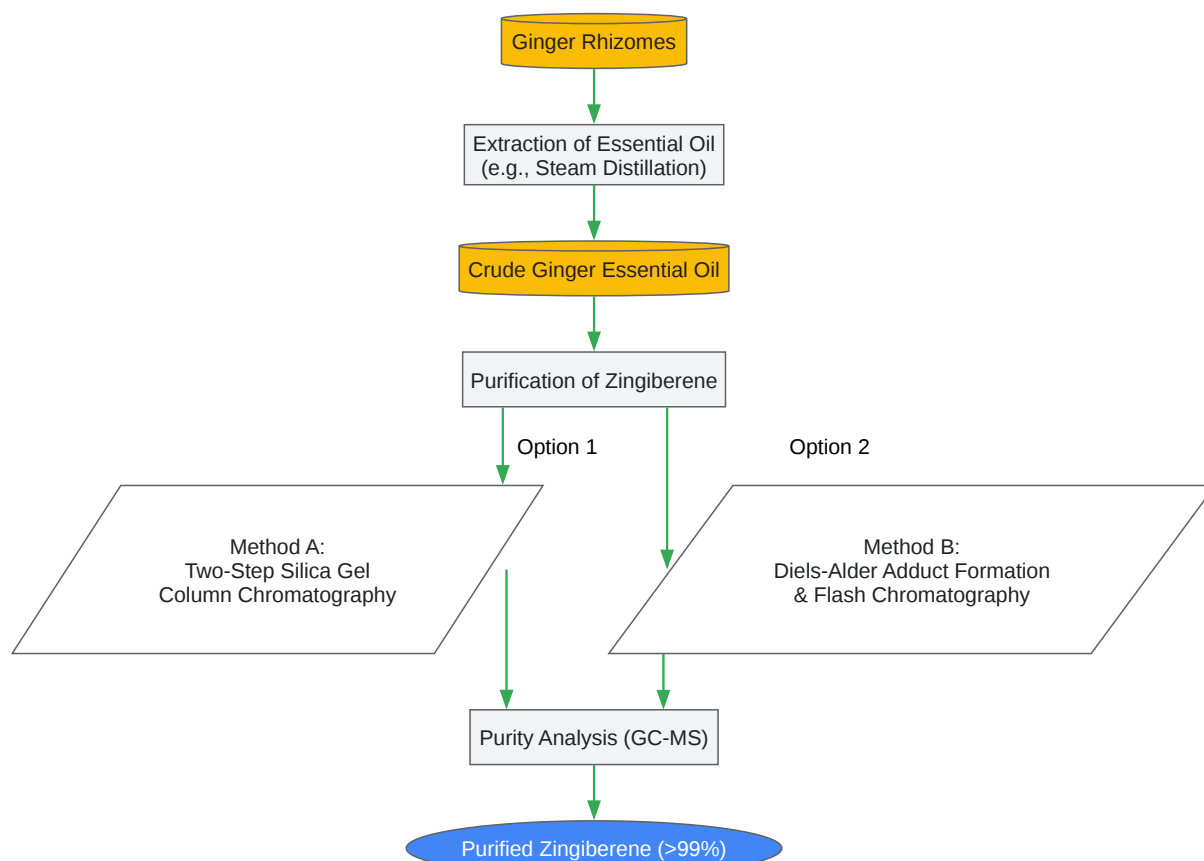 Ginger Rhizomes
Extraction of Essential Oil
(e.g., Steam Distillation)
Crude Ginger Essential Oil
Purification of Zingiberene
Option 1
Option 2
Method A:
Two-Step Silica Gel
Column Chromatography
Method B:
Diels-Alder Adduct Formation
& Flash Chromatography
Purity Analysis (GC-MS)
Purified Zingiberene (>99%)